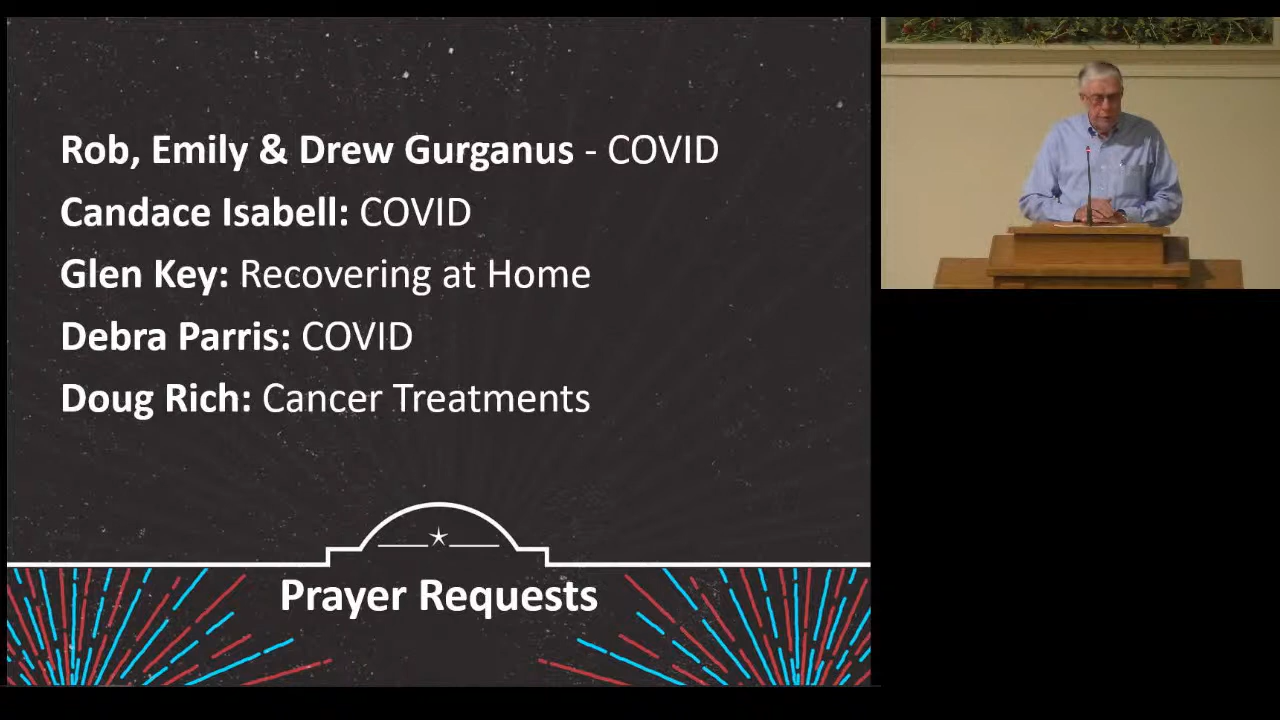 Rob, Emily & Drew Gurganus - COVID
Candace Isabell: COVID
Glen Key: Recovering at Home
Debra Parris: COVID
Doug Rich: Cancer Treatments
Prayer Requests